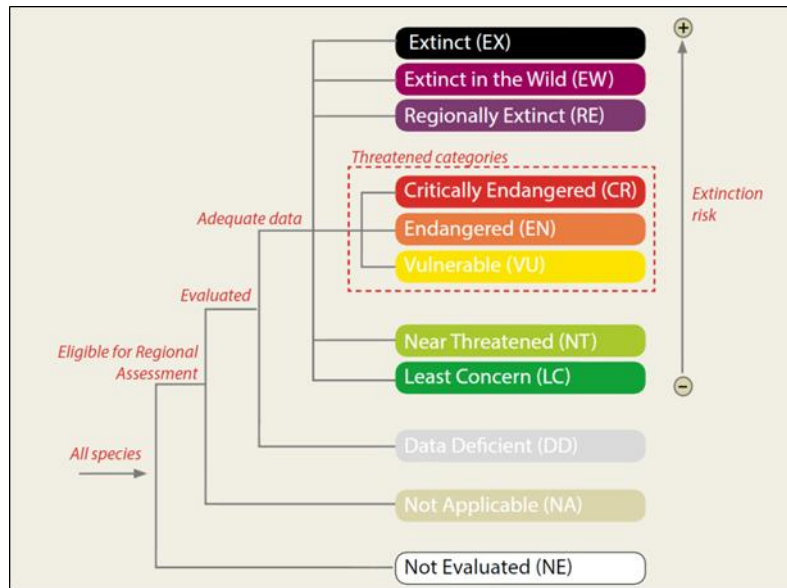 Extinct (EX)
Extinct in the Wild (EW)
Regionally Extinct (RE)
Threatened categories
Critically Endangered (CR)
Adequate data
Endangered (EN)
Extinction
risk
Vulnerable (VU)
Evaluated
Near Threatened (NT)
Eligible for Regional
Assessment
Least Concern (LC)
All species
Data Deficient (DD)
Not Applicable (NA)
Not Evaluated (NE)